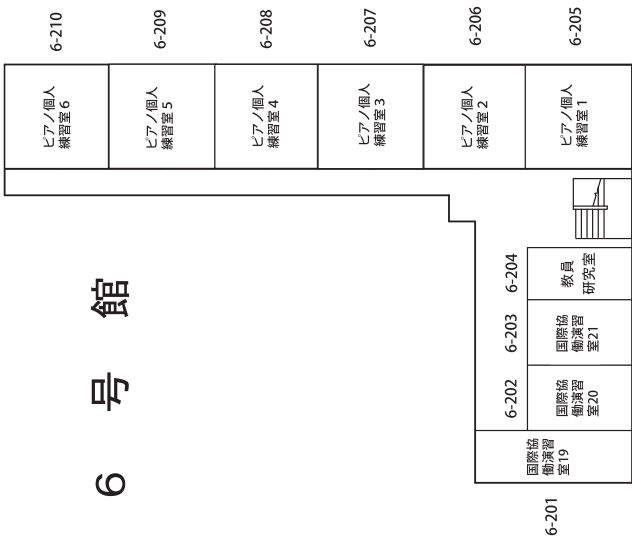 6 号 館
6-201
国際協
働演習
室19
6-202
国際協
働演習
室20
6-203
国際協
働演習
室21
6-204
教員
研究室
6-205
ピアノ個人
練習室 1
6-206
ピアノ個人
練習室 2
6-207
ピアノ個人
練習室 3
6-208
ピアノ個人
練習室 4
6-209
ピアノ個人
練習室 5
6-210
ピアノ個人
練習室 6